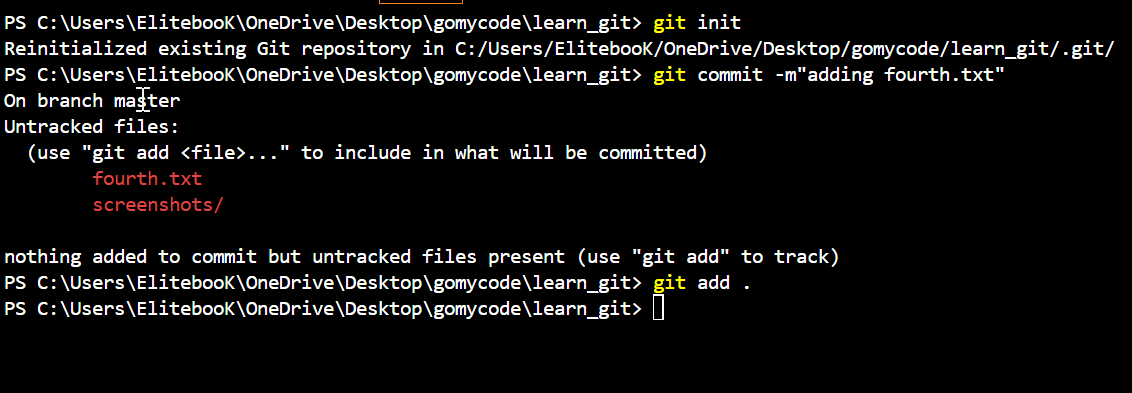 PS C:\Users\ElitebooK\OneDrive\Desktop\gomycode\learn_git> git init
Reinitialized existing Git repository in C:/Users/ElitebooK/OneDrive/Desktop/gomycode/learn_git/.git/
PS C:\Users\ElitebooK\OneDrive\Desktop\gomycode\learn_git> git commit -m"adding fourth.txt"
On branch master
Untracked files:
  (use "git add <file>..." to include in what will be committed)
        fourth.txt
        screenshots/

nothing added to commit but untracked files present (use "git add" to track)
PS C:\Users\ElitebooK\OneDrive\Desktop\gomycode\learn_git> git add .
PS C:\Users\ElitebooK\OneDrive\Desktop\gomycode\learn_git>